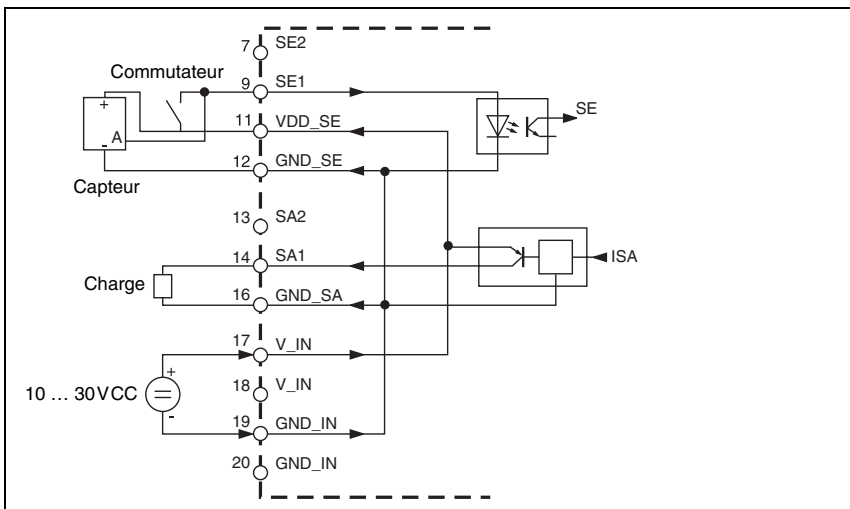 7 SE2
Commutateur
9 SE1
SE
+
11 VDD_SE
A
-
12 GND_SE
Capteur
13 SA2
14 SA1
ISA
Charge
16 GND_SA
17 V_IN
+
10 ... 30VCC
18 V_IN
-
19 GND_IN
20 GND_IN